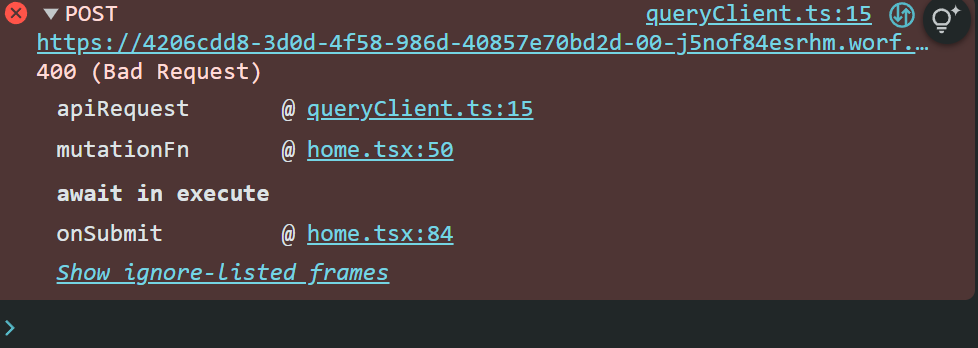 POST queryClient.ts:15
https://4206cdd8-3d0d-4f58-986d-40857e70bd2d-00-j5nof84esrhm.worf.…
400 (Bad Request)
apiRequest @ queryClient.ts:15
mutationFn @ home.tsx:50
await in execute
onSubmit @ home.tsx:84
Show ignore-listed frames